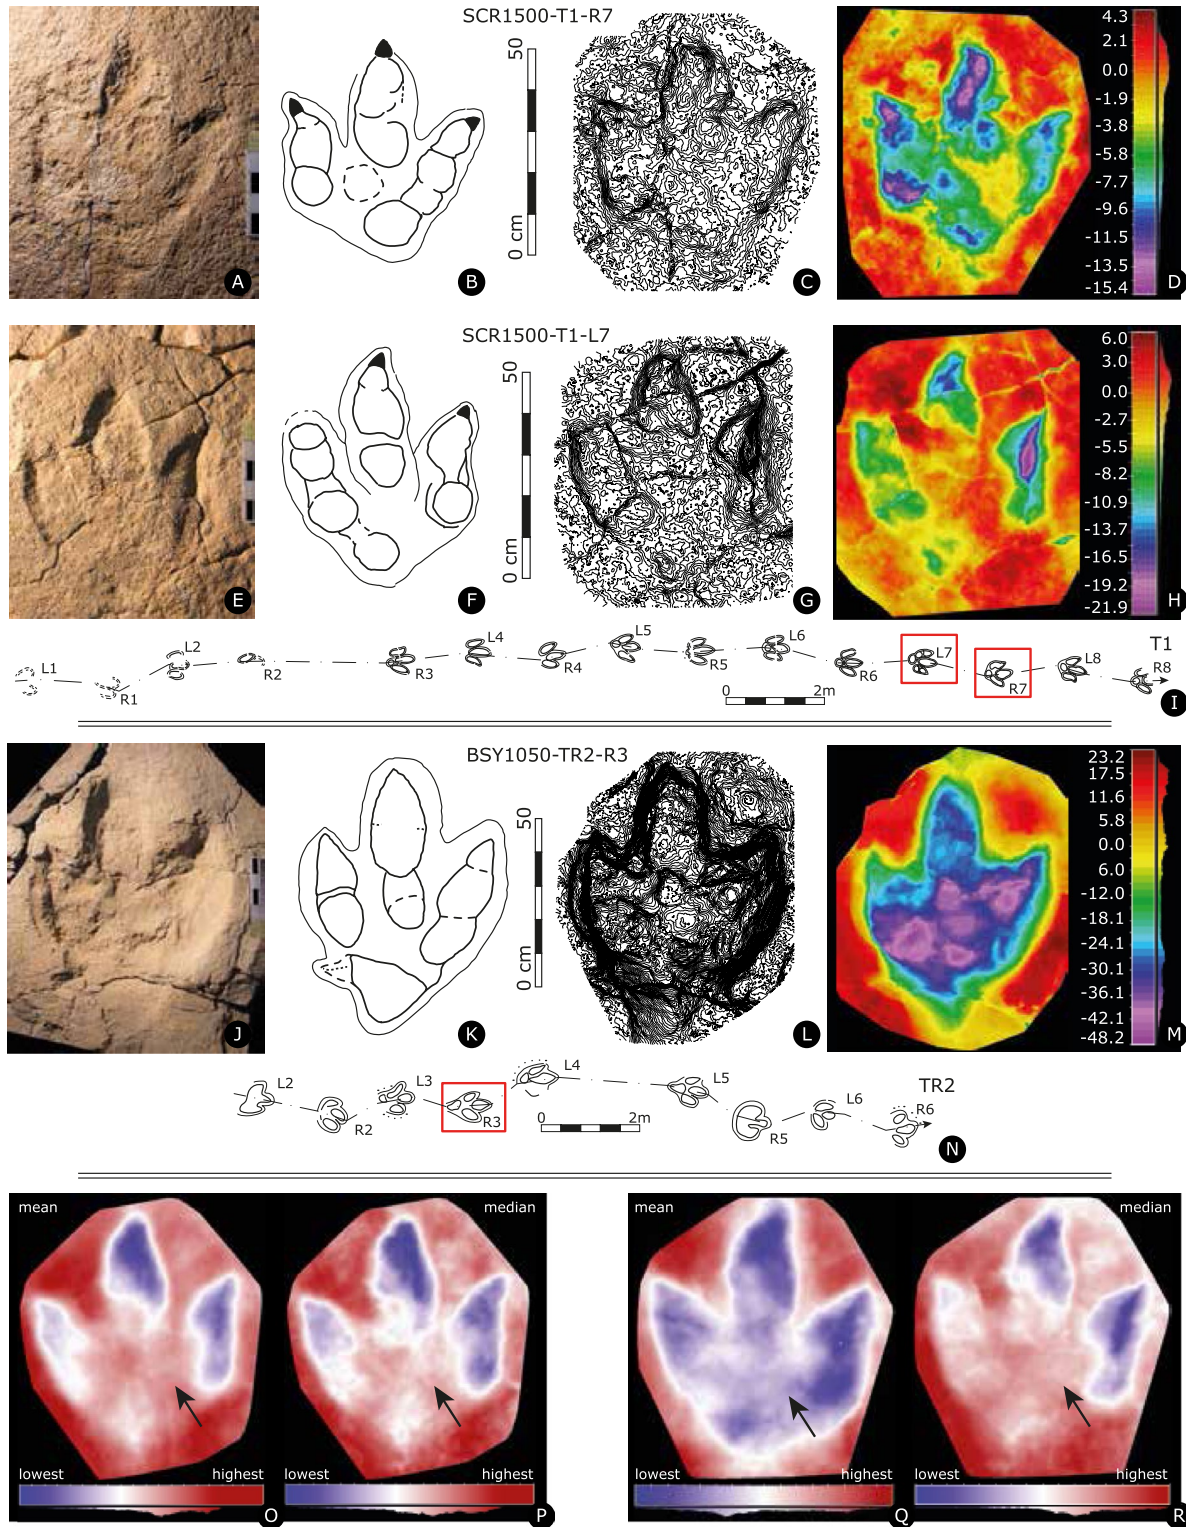 SCR1500-T1-R7
50
0 cm
4.3
2.1
0.0
-1.9
-3.8
-5.8
-7.7
-9.6
-11.5
-13.5
-15.4
A
B
C
D
SCR1500-T1-L7
50
0 cm
6.0
3.0
0.0
-2.7
-5.5
-8.2
-10.9
-13.7
-16.5
-19.2
-21.9
E
F
G
H
L1
R1
L2
R2
R3
L4
R4
L5
R5
L6
R6
L7
R7
L8
R8
T1
0 2m
I
BSY1050-TR2-R3
50
0 cm
23.2
17.5
11.6
5.8
0.0
6.0
-12.0
-18.1
-24.1
-30.1
-36.1
-42.1
-48.2
J
K
L
M
L2
R2
L3
R3
L4
L5
R5
L6
R6
TR2
0 2m
N
mean
median
mean
median
lowest highest
lowest highest
lowest highest
lowest highest
O
P
Q
R